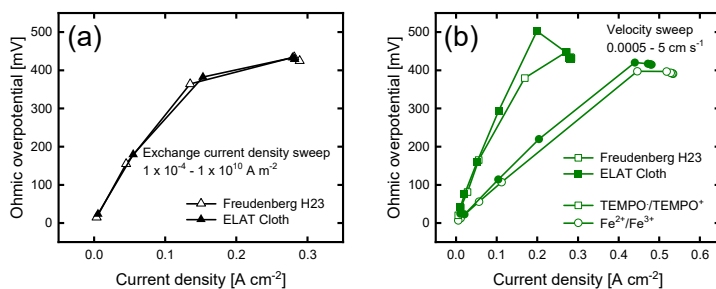 (a)
Ohmic overpotential [mV]
500
400
300
200
100
0
Exchange current density sweep
1 x 10⁻⁴ - 1 x 10¹⁰ A m⁻²
Freudenberg H23
ELAT Cloth
0.0 0.1 0.2 0.3
Current density [A cm⁻²]
(b)
Ohmic overpotential [mV]
500
400
300
200
100
0
Velocity sweep
0.0005 - 5 cm s⁻¹
Freudenberg H23
ELAT Cloth
TEMPO·/TEMPO⁺
Fe²⁺/Fe³⁺
0.0 0.1 0.2 0.3 0.4 0.5 0.6
Current density [A cm⁻²]